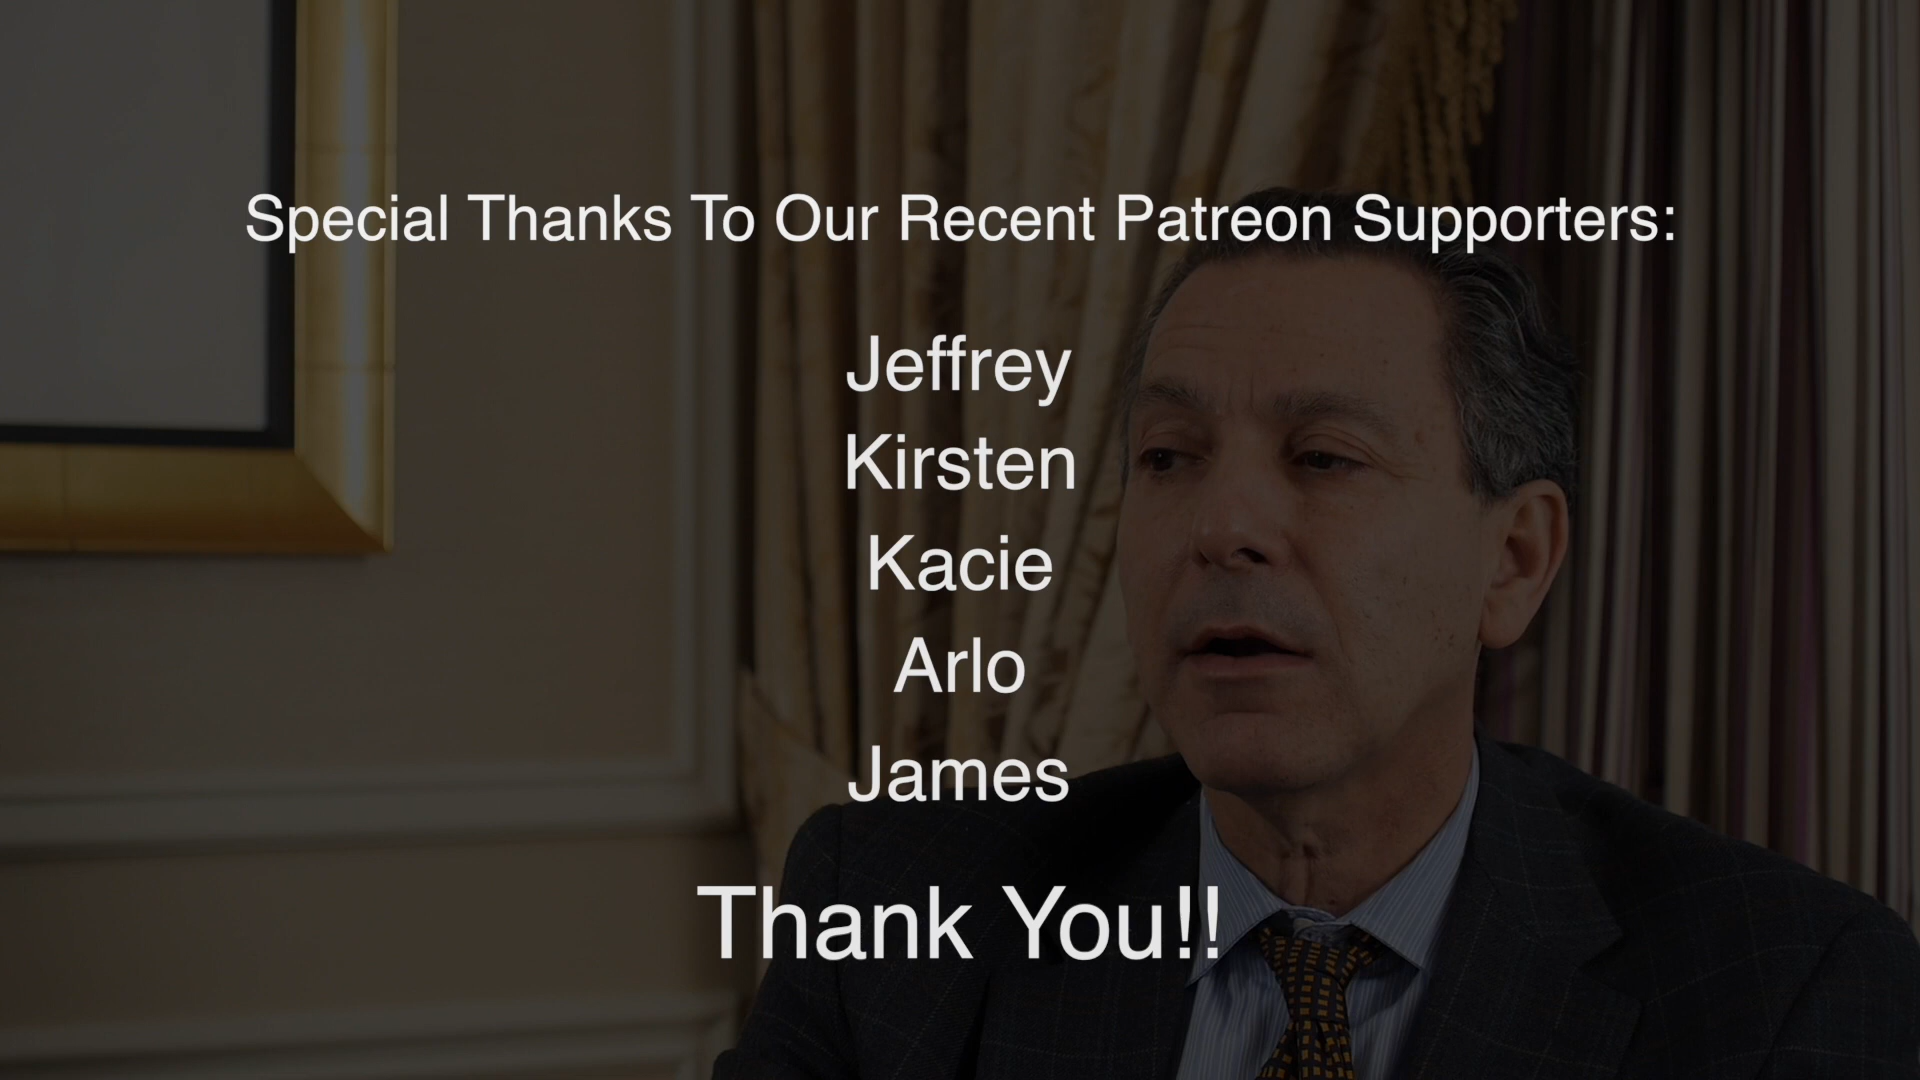 Special Thanks To Our Recent Patreon Supporters:
Jeffrey
Kirsten
Kacie
Arlo
James
Thank You!!